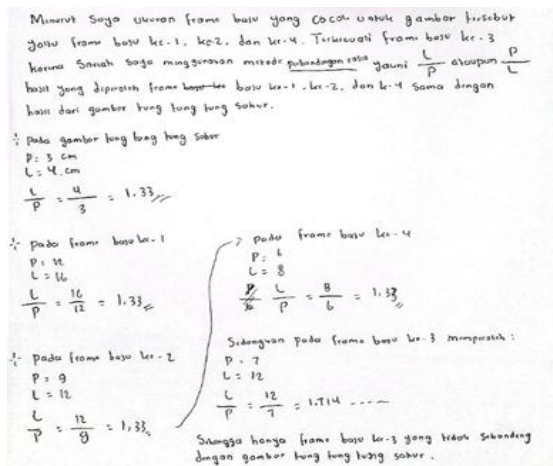 Menurut Saya ukuran frame baju yang cocok untuk gambar tersebut
yaitu frame baju ke-1, ke-2, dan ke-4. Terkecuali frame baju ke-3
karena Setelah Saya menggunakan metode perbandingan rasio yauni L/P ataupun P/L
hasil yang diperoleh frame baju ke-1, ke-2, dan k-4 Sama dengan
hasil dari gambar tung tung tung sahur.
÷ pada gambar tung tung tung sahur
P: 3 cm
L: 4 cm
L/P = 4/3 = 1.33
÷ pada frame baju ke-1
P = 12
L = 16
L/P = 16/12 = 1.33
÷ pada frame baju ke-2
P = 9
L = 12
L/P = 12/9 = 1,33
? pada frame baju ke-4
P: 6
L = 8
L/P = 8/6 = 1.33
Sedangkan pada frame baju ke-3 memperoleh :
P = 7
L = 12
L/P = 12/7 = 1.714 ----
Sehingga hanya frame baju ke-3 yang tidak sebanding
dengan gambar tung tung tung sahur.